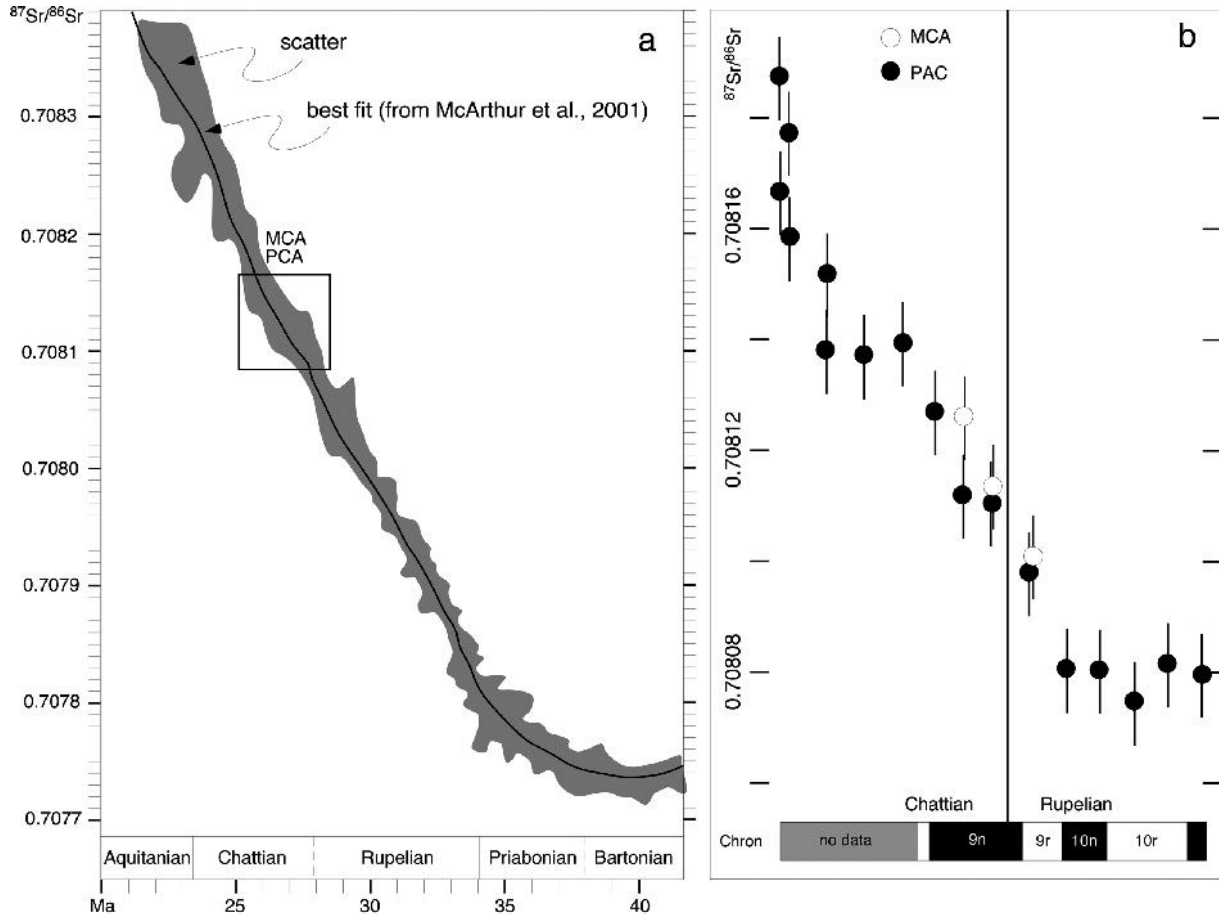 87Sr/86Sr
a
scatter
best fit (from McArthur et al., 2001)
0.7083
0.7082
MCA
PCA
0.7081
0.7080
0.7079
0.7078
0.7077
Aquitanian Chattian Rupelian Priabonian Bartonian
Ma 25 30 35 40
87Sr/86Sr
b
MCA
PAC
0.70816
0.70812
0.70808
Chattian Rupelian
Chron no data 9n 9r 10n 10r